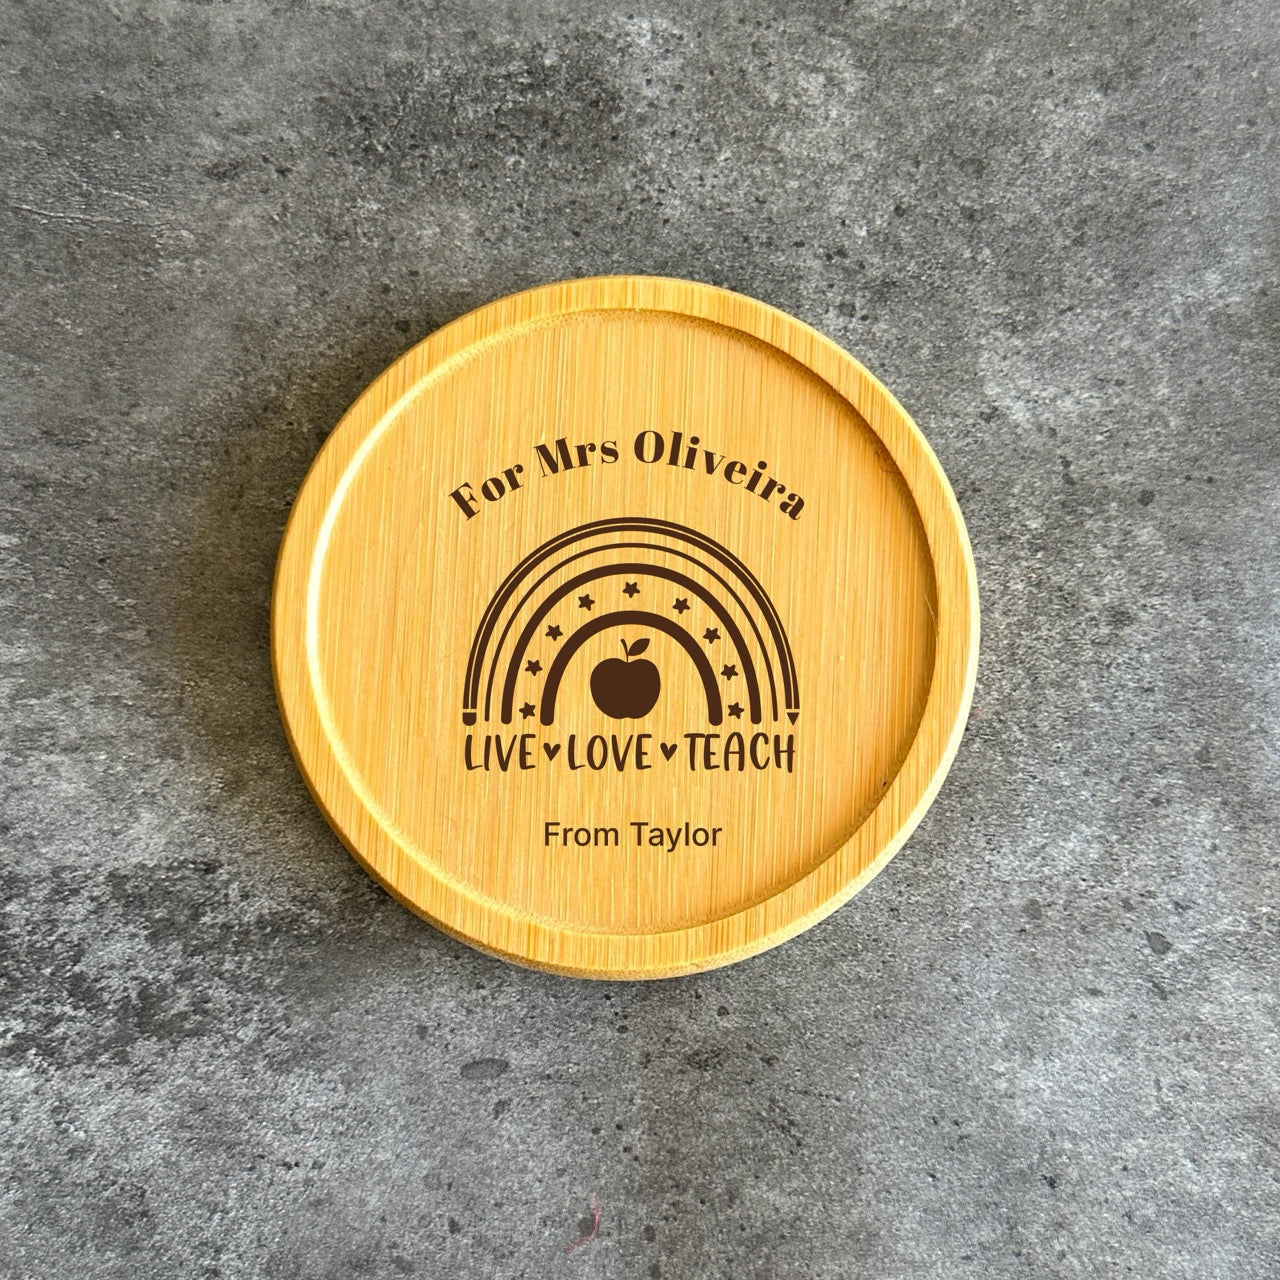 For Mrs Oliveira
LIVE♥LOVE♥TEACH
From Taylor